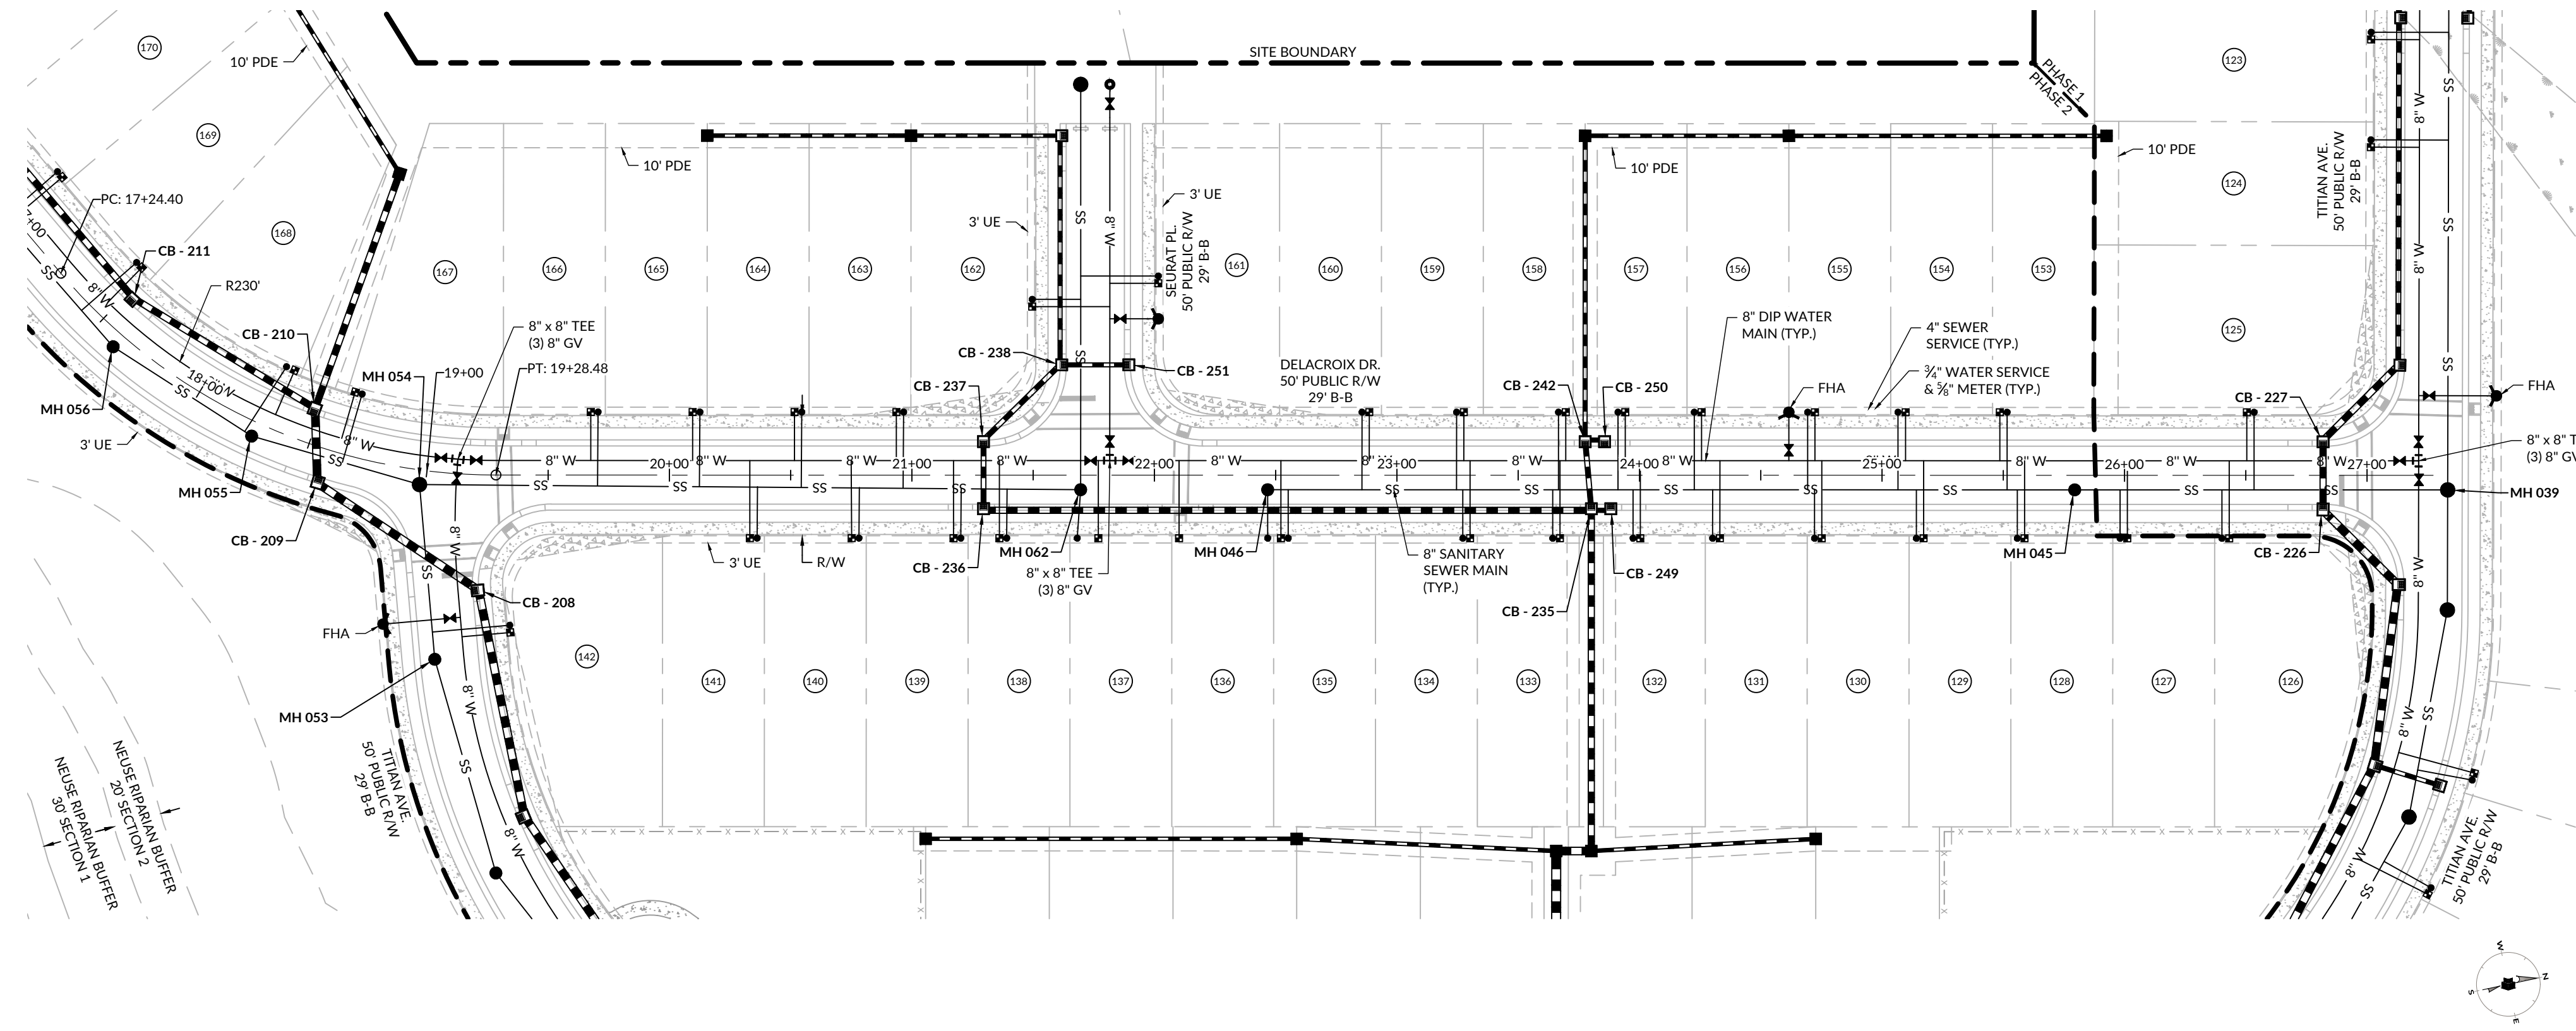 SITE BOUNDARY
PHASE 1
PHASE 2
170
10' PDE
169
PC: 17+24.40
168
CB - 211
R230'
CB - 210
8" x 8" TEE
(3) 8" GV
MH 054
19+00
PT: 19+28.48
18+00
MH 056
3' UE
MH 055
CB - 209
FHA
MH 053
CB - 208
TITIAN AVE.
50' PUBLIC R/W
29' B-B
NEUSE RIPARIAN BUFFER
20' SECTION 2
NEUSE RIPARIAN BUFFER
30' SECTION 1
10' PDE
167
166
165
164
163
162
3' UE
3' UE
SEURAT PL.
50' PUBLIC R/W
29' B-B
CB - 238
CB - 251
CB - 237
161
160
159
158
157
156
155
154
153
10' PDE
DELACROIX DR.
50' PUBLIC R/W
29' B-B
CB - 242
CB - 250
8" DIP WATER
MAIN (TYP.)
FHA
4" SEWER
SERVICE (TYP.)
¾" WATER SERVICE
& ⅝" METER (TYP.)
10' PDE
123
124
125
TITIAN AVE.
50' PUBLIC R/W
29' B-B
CB - 227
FHA
8" x 8" T
(3) 8" GV
MH 039
SS
8" W
20+00
21+00
22+00
23+00
24+00
25+00
26+00
27+00
3' UE
R/W
CB - 236
MH 062
8" x 8" TEE
(3) 8" GV
MH 046
8" SANITARY
SEWER MAIN
(TYP.)
CB - 235
CB - 249
MH 045
CB - 226
142
141
140
139
138
137
136
135
134
133
132
131
130
129
128
127
126
TITIAN AVE.
50' PUBLIC R/W
29' B-B
W
N
S
E